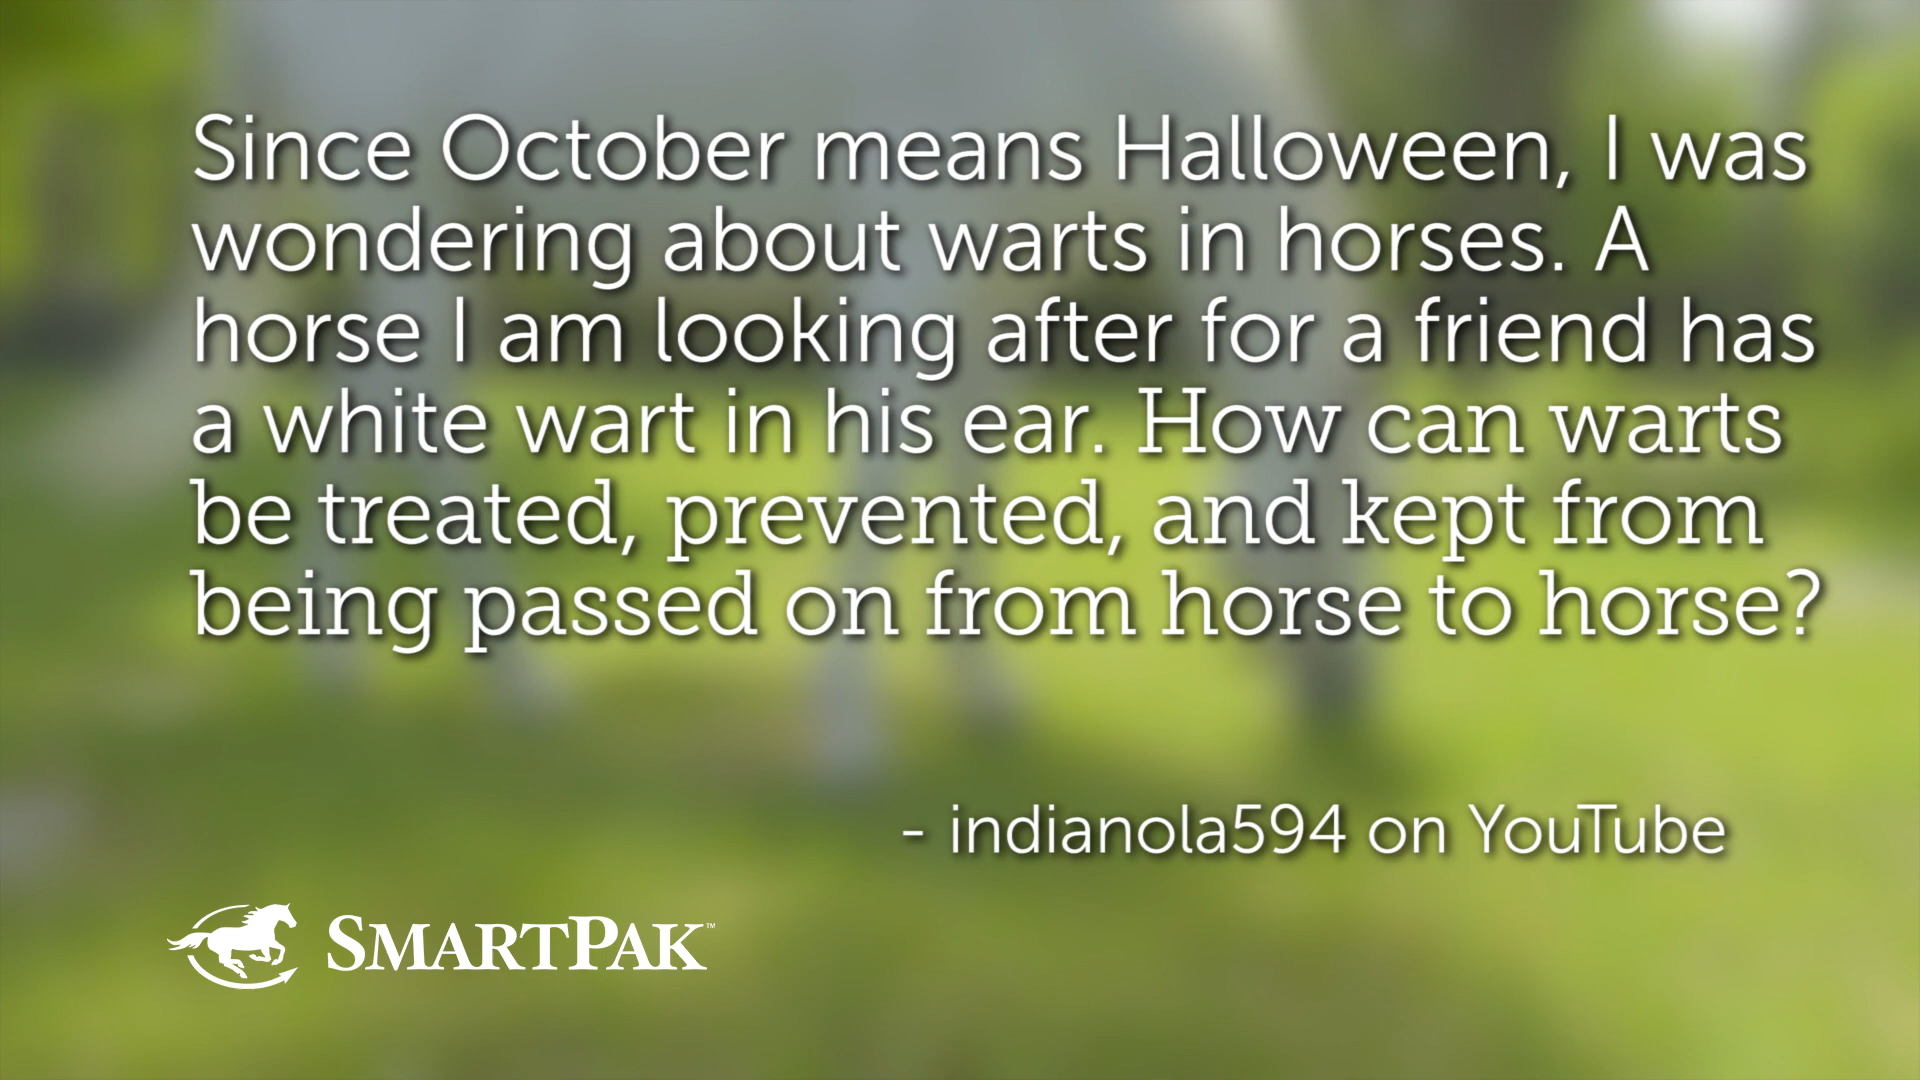 Since October means Halloween, I was
wondering about warts in horses. A
horse I am looking after for a friend has
a white wart in his ear. How can warts
be treated, prevented, and kept from
being passed on from horse to horse?
- indianola594 on YouTube
SMARTPAK™